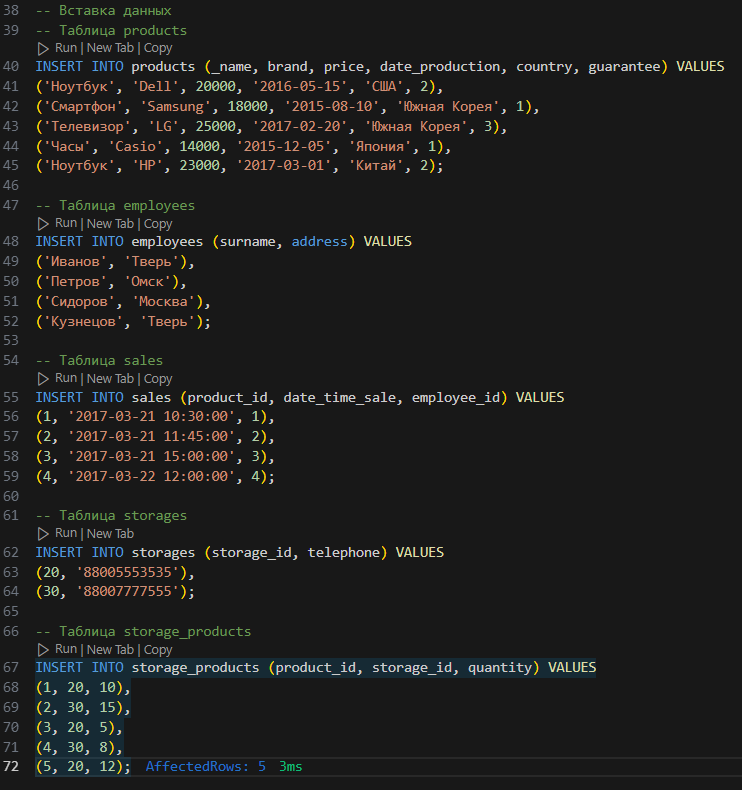 38 -- Вставка данных
39 -- Таблица products
Run | New Tab | Copy
40 INSERT INTO products (_name, brand, price, date_production, country, guarantee) VALUES
41 ('Ноутбук', 'Dell', 20000, '2016-05-15', 'США', 2),
42 ('Смартфон', 'Samsung', 18000, '2015-08-10', 'Южная Корея', 1),
43 ('Телевизор', 'LG', 25000, '2017-02-20', 'Южная Корея', 3),
44 ('Часы', 'Casio', 14000, '2015-12-05', 'Япония', 1),
45 ('Ноутбук', 'HP', 23000, '2017-03-01', 'Китай', 2);
46
47 -- Таблица employees
Run | New Tab | Copy
48 INSERT INTO employees (surname, address) VALUES
49 ('Иванов', 'Тверь'),
50 ('Петров', 'Омск'),
51 ('Сидоров', 'Москва'),
52 ('Кузнецов', 'Тверь');
53
54 -- Таблица sales
Run | New Tab | Copy
55 INSERT INTO sales (product_id, date_time_sale, employee_id) VALUES
56 (1, '2017-03-21 10:30:00', 1),
57 (2, '2017-03-21 11:45:00', 2),
58 (3, '2017-03-21 15:00:00', 3),
59 (4, '2017-03-22 12:00:00', 4);
60
61 -- Таблица storages
Run | New Tab
62 INSERT INTO storages (storage_id, telephone) VALUES
63 (20, '88005553535'),
64 (30, '88007777555');
65
66 -- Таблица storage_products
Run | New Tab | Copy
67 INSERT INTO storage_products (product_id, storage_id, quantity) VALUES
68 (1, 20, 10),
69 (2, 30, 15),
70 (3, 20, 5),
71 (4, 30, 8),
72 (5, 20, 12); AffectedRows: 5 3ms